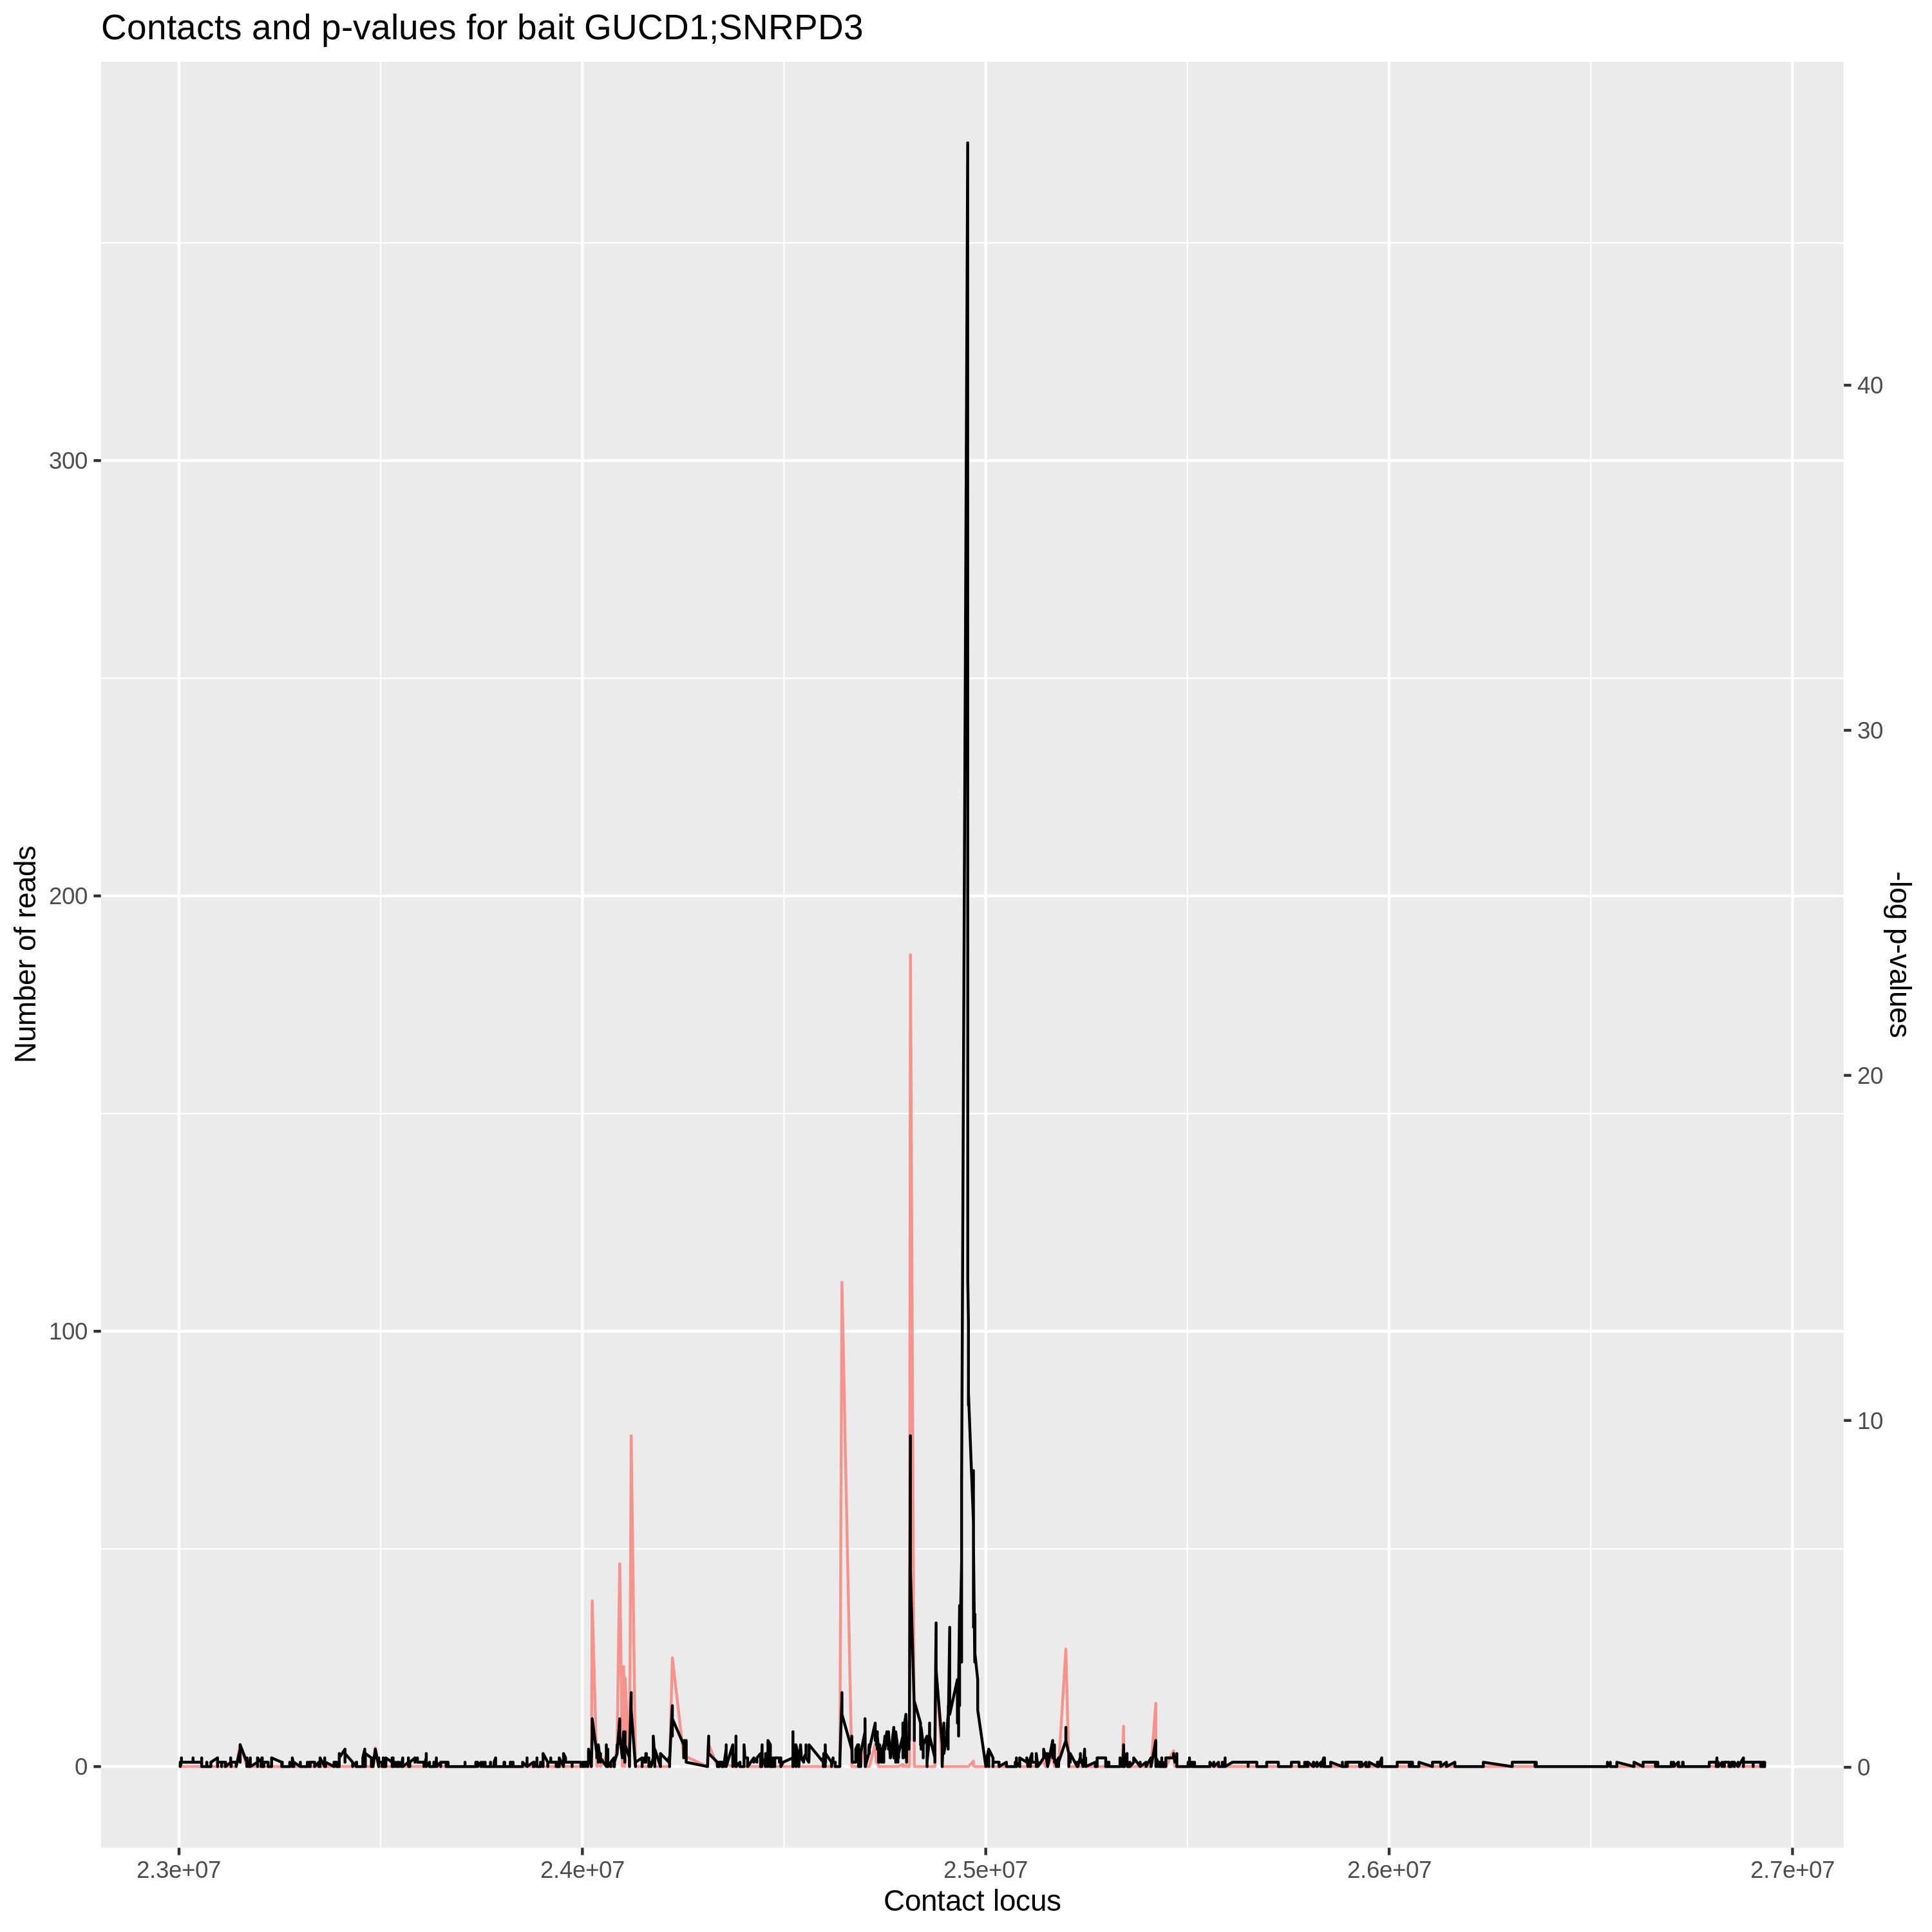 Contacts and p-values for bait GUCD1;SNRPD3
Number of reads
300
200
100
0
-log p-values
40
30
20
10
0
2.3e+07
2.4e+07
2.5e+07
2.6e+07
2.7e+07
Contact locus